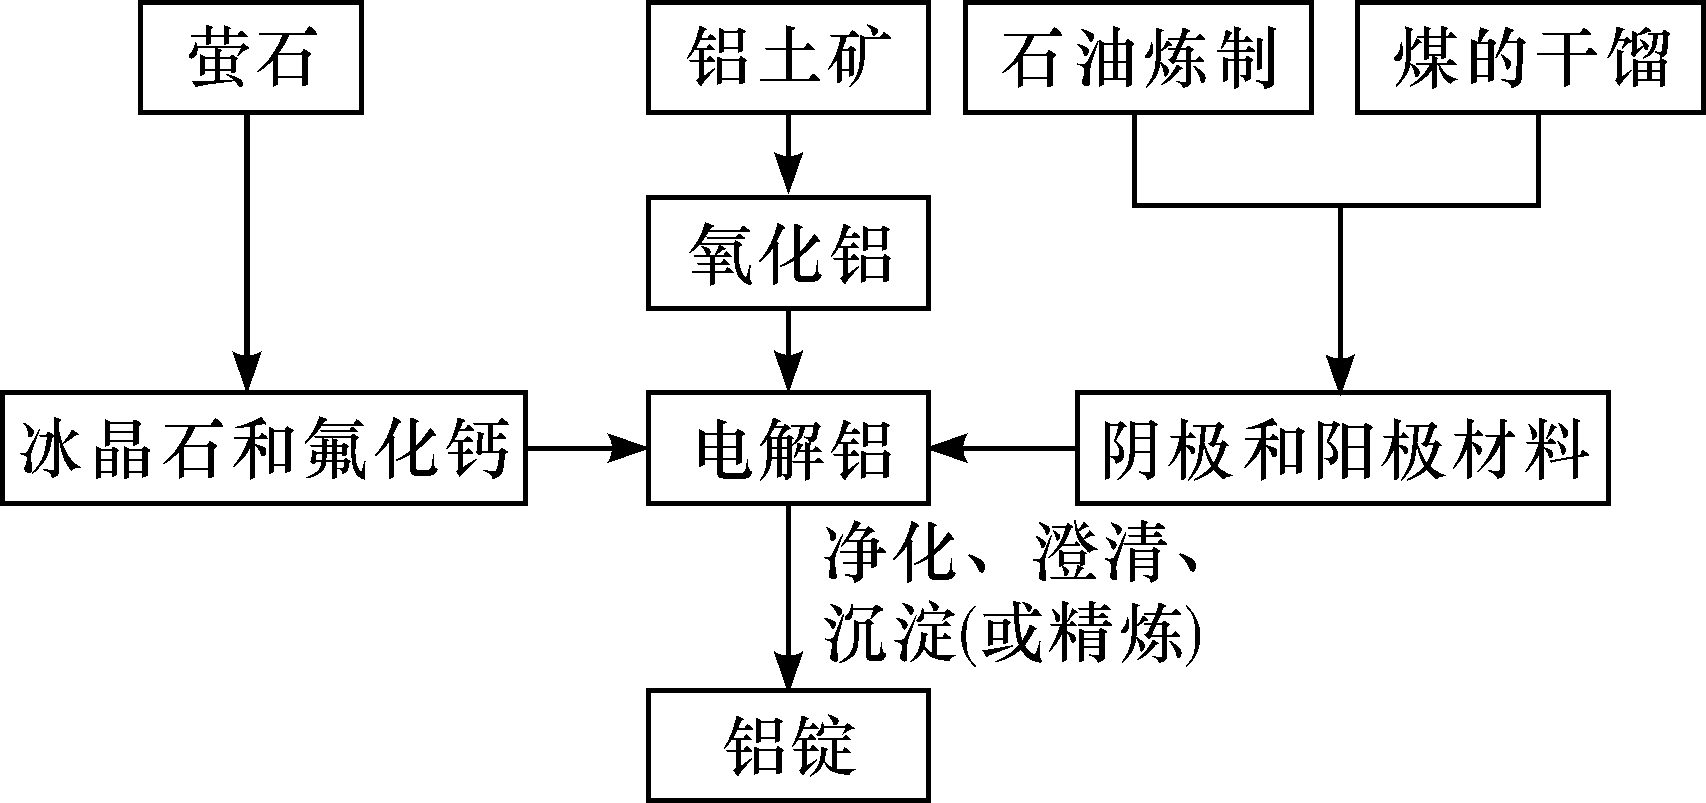 萤石
铝土矿
石油炼制
煤的干馏
氧化铝
冰晶石和氟化钙
电解铝
阴极和阳极材料
净化、澄清、
沉淀(或精炼)
铝锭